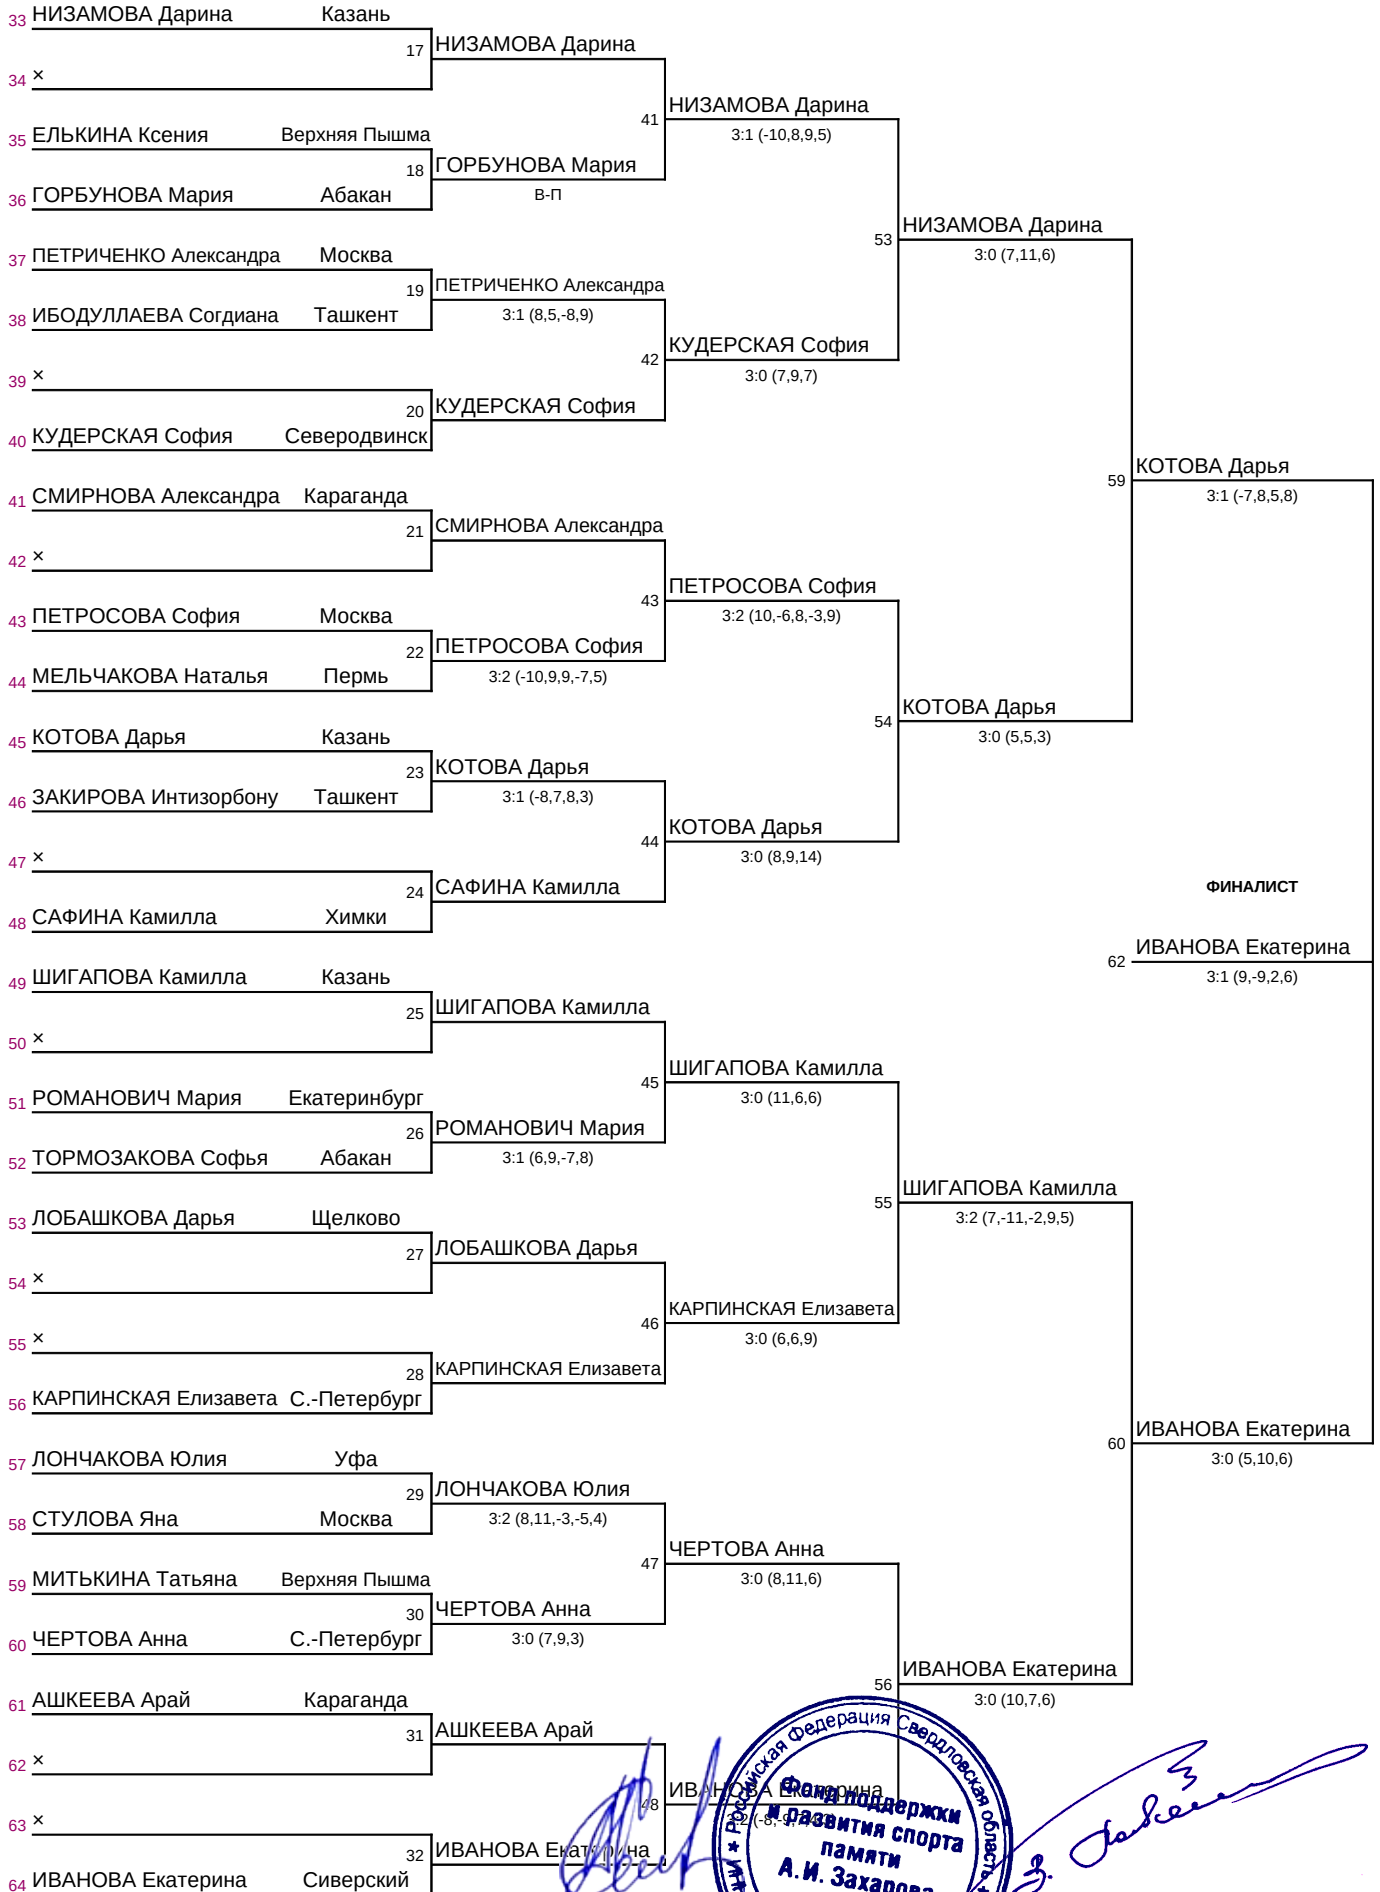 33 НИЗАМОВА Дарина Казань
17 НИЗАМОВА Дарина
34 ×
41 НИЗАМОВА Дарина
3:1 (-10,8,9,5)
35 ЕЛЬКИНА Ксения Верхняя Пышма
18 ГОРБУНОВА Мария
В-П
36 ГОРБУНОВА Мария Абакан
53 НИЗАМОВА Дарина
3:0 (7,11,6)
37 ПЕТРИЧЕНКО Александра Москва
19 ПЕТРИЧЕНКО Александра
3:1 (8,5,-8,9)
38 ИБОДУЛЛАЕВА Согдиана Ташкент
42 КУДЕРСКАЯ София
3:0 (7,9,7)
39 ×
20 КУДЕРСКАЯ София
40 КУДЕРСКАЯ София Северодвинск
59 КОТОВА Дарья
3:1 (-7,8,5,8)
41 СМИРНОВА Александра Караганда
21 СМИРНОВА Александра
42 ×
43 ПЕТРОСОВА София
3:2 (10,-6,8,-3,9)
43 ПЕТРОСОВА София Москва
22 ПЕТРОСОВА София
3:2 (-10,9,9,-7,5)
44 МЕЛЬЧАКОВА Наталья Пермь
54 КОТОВА Дарья
3:0 (5,5,3)
45 КОТОВА Дарья Казань
23 КОТОВА Дарья
3:1 (-8,7,8,3)
46 ЗАКИРОВА Интизорбону Ташкент
44 КОТОВА Дарья
3:0 (8,9,14)
47 ×
24 САФИНА Камилла
48 САФИНА Камилла Химки
ФИНАЛИСТ
62 ИВАНОВА Екатерина
3:1 (9,-9,2,6)
49 ШИГАПОВА Камилла Казань
25 ШИГАПОВА Камилла
50 ×
45 ШИГАПОВА Камилла
3:0 (11,6,6)
51 РОМАНОВИЧ Мария Екатеринбург
26 РОМАНОВИЧ Мария
3:1 (6,9,-7,8)
52 ТОРМОЗАКОВА Софья Абакан
55 ШИГАПОВА Камилла
3:2 (7,-11,-2,9,5)
53 ЛОБАШКОВА Дарья Щелково
27 ЛОБАШКОВА Дарья
54 ×
46 КАРПИНСКАЯ Елизавета
3:0 (6,6,9)
55 ×
28 КАРПИНСКАЯ Елизавета
56 КАРПИНСКАЯ Елизавета С.-Петербург
60 ИВАНОВА Екатерина
3:0 (5,10,6)
57 ЛОНЧАКОВА Юлия Уфа
29 ЛОНЧАКОВА Юлия
3:2 (8,11,-3,-5,4)
58 СТУЛОВА Яна Москва
47 ЧЕРТОВА Анна
3:0 (8,11,6)
59 МИТЬКИНА Татьяна Верхняя Пышма
30 ЧЕРТОВА Анна
3:0 (7,9,3)
60 ЧЕРТОВА Анна С.-Петербург
56 ИВАНОВА Екатерина
3:0 (10,7,6)
61 АШКЕЕВА Арай Караганда
31 АШКЕЕВА Арай
62 ×
48 ИВАНОВА Екатерина
63 ×
32 ИВАНОВА Екатерина
64 ИВАНОВА Екатерина Сиверский
Российская Федерация Свердловская область
Фонд поддержки
и развития спорта
памяти
А.И. Захарова